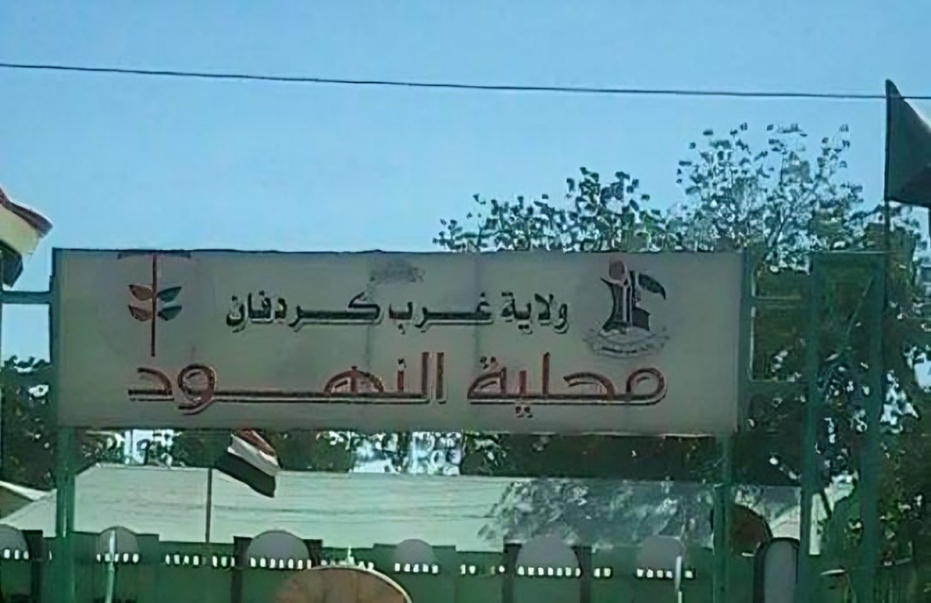 ولاية غرب كردفان
محلية النهود